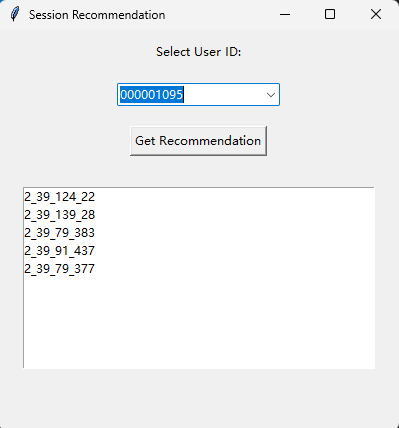 Session Recommendation
Select User ID:
000001095
Get Recommendation
2_39_124_22
2_39_139_28
2_39_79_383
2_39_91_437
2_39_79_377